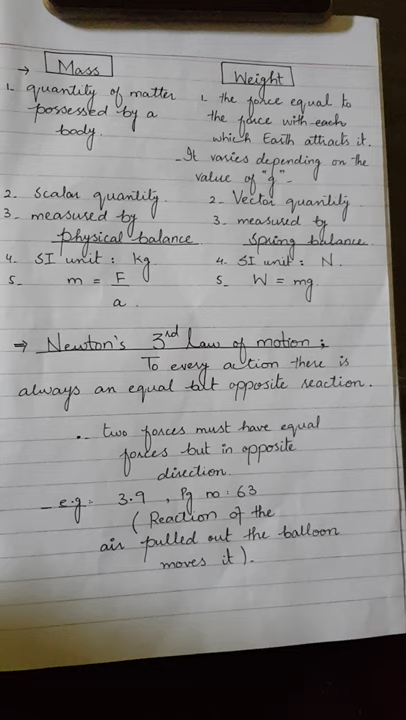 → Mass
1. quantity of matter
possessed by a
body.
2. Scalar quantity.
3. measured by
physical balance
4. SI unit : Kg
5. m = F
a.
Weight
1. the force equal to
the force with each
which Earth attracts it.
- It varies depending on the
value of "g"-
2- Vector quantity
3- measured by
spring balance.
4. SI unit : N.
5. W = mg
⇒ Newton's 3rd law of motion :
To every action there is
always an equal but opposite reaction.
.- two forces must have equal
forces but in opposite
direction.
- e.g: 3.9 , Pg no : 63
( Reaction of the
air pulled out the balloon
moves it ).